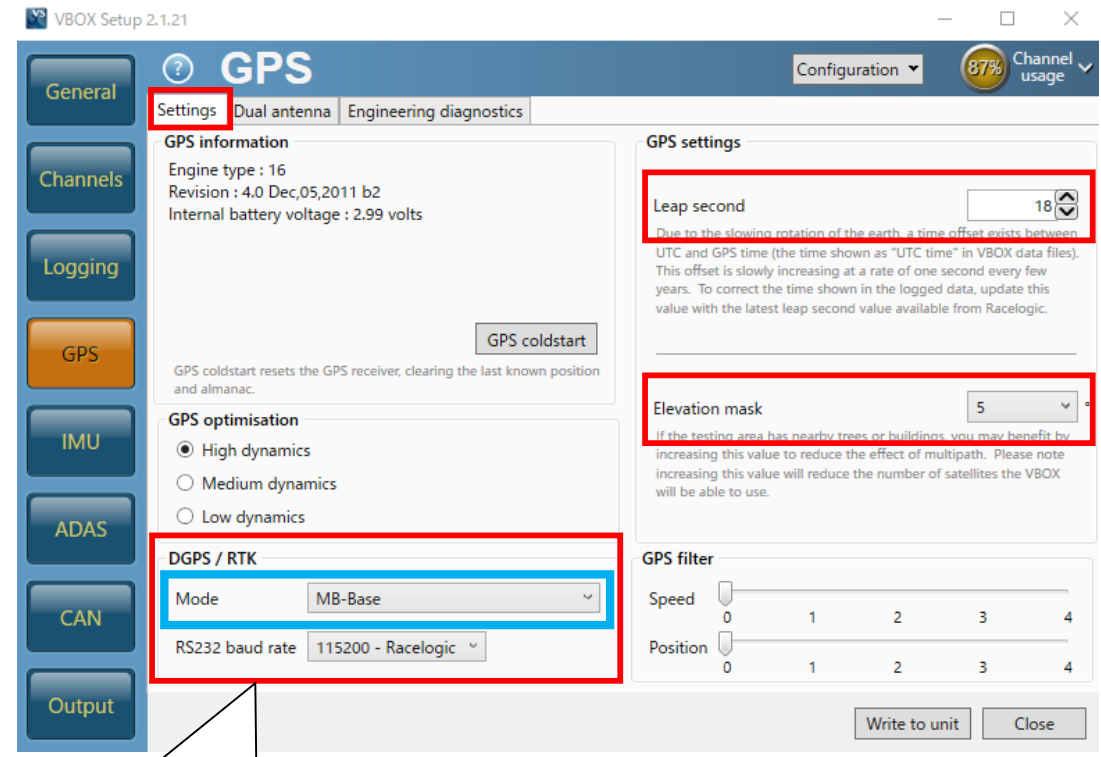 VBOX Setup 2.1.21
General
Channels
Logging
GPS
IMU
ADAS
CAN
Output
? GPS
Configuration
87% Channel
usage
Settings Dual antenna Engineering diagnostics
GPS information
Engine type : 16
Revision : 4.0 Dec,05,2011 b2
Internal battery voltage : 2.99 volts
GPS coldstart
GPS coldstart resets the GPS receiver, clearing the last known position
and almanac.
GPS optimisation
High dynamics
Medium dynamics
Low dynamics
DGPS / RTK
Mode MB-Base
RS232 baud rate 115200 - Racelogic
GPS settings
Leap second 18
Due to the slowing rotation of the earth, a time offset exists between
UTC and GPS time (the time shown as "UTC time" in VBOX data files).
This offset is slowly increasing at a rate of one second every few
years. To correct the time shown in the logged data, update this
value with the latest leap second value available from Racelogic.
Elevation mask 5 °
If the testing area has nearby trees or buildings, you may benefit by
increasing this value to reduce the effect of multipath. Please note
increasing this value will reduce the number of satellites the VBOX
will be able to use.
GPS filter
Speed
0 1 2 3 4
Position
0 1 2 3 4
Write to unit Close